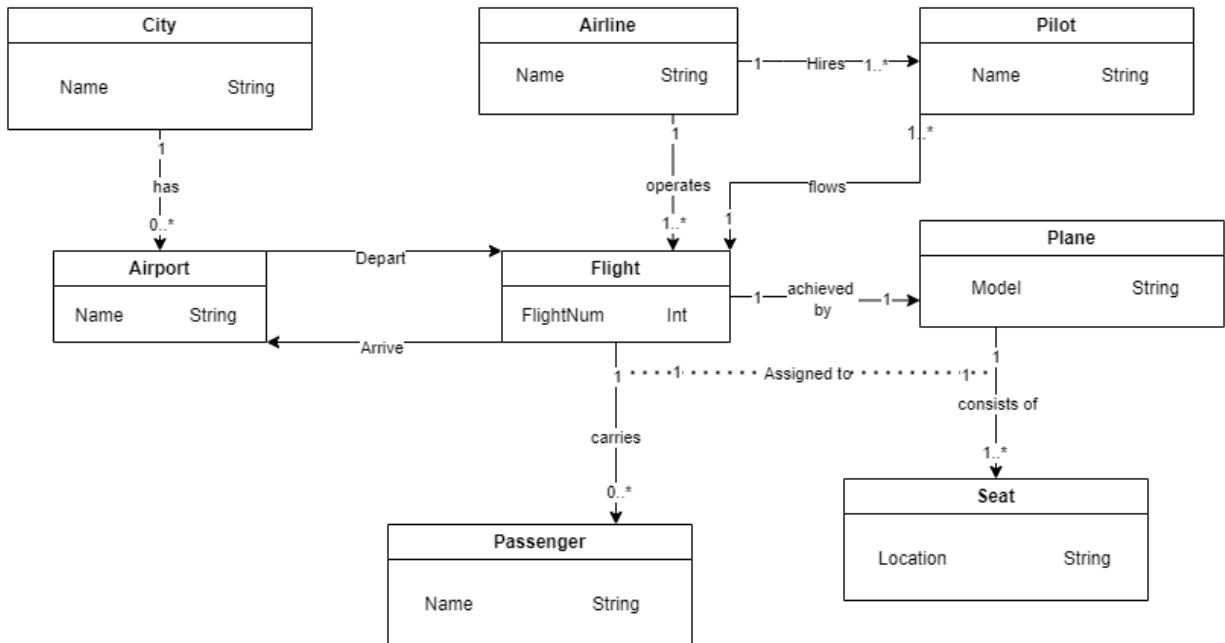 City
Name String
Airline
Name String
Pilot
Name String
1 Hires 1..*
1
has
0..*
1
operates
1..*
1..*
flows
1
Airport
Name String
Depart
Arrive
Flight
FlightNum Int
1 achieved by 1
Plane
Model String
1 1 Assigned to 1
1
consists of
1..*
carries
0..*
Seat
Location String
Passenger
Name String